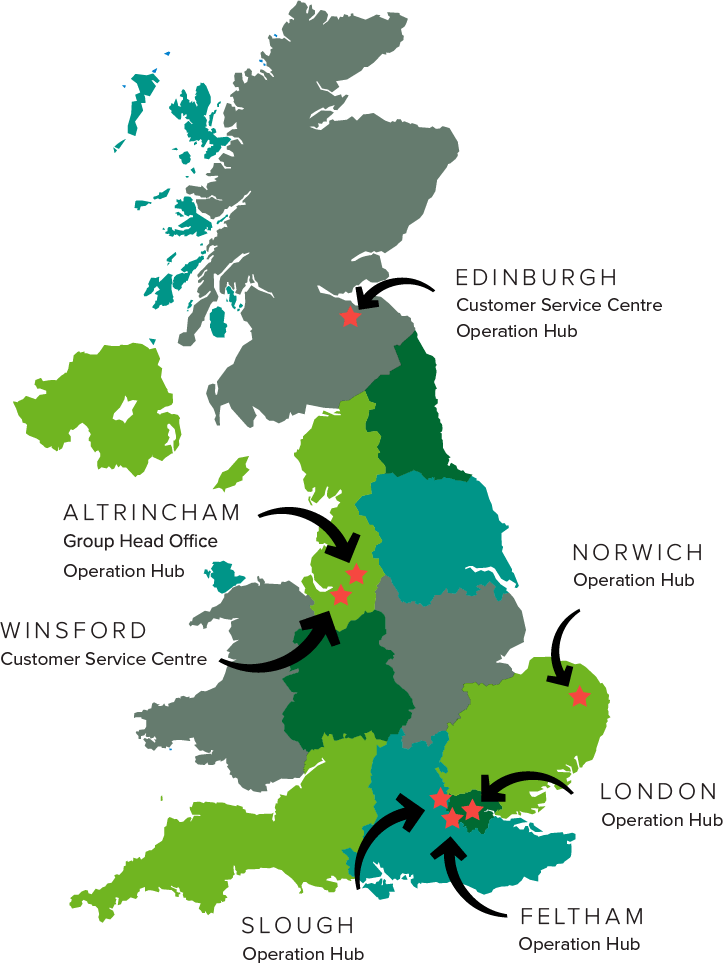 EDINBURGH
Customer Service Centre
Operation Hub
ALTRINCHAM
Group Head Office
Operation Hub
NORWICH
Operation Hub
WINSFORD
Customer Service Centre
LONDON
Operation Hub
SLOUGH
Operation Hub
FELTHAM
Operation Hub